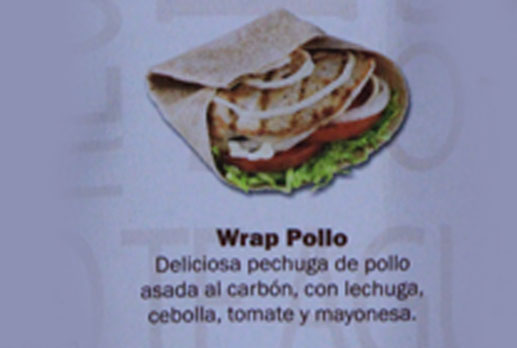 Wrap Pollo
Deliciosa pechuga de pollo
asada al carbón, con lechuga,
cebolla, tomate y mayonesa.